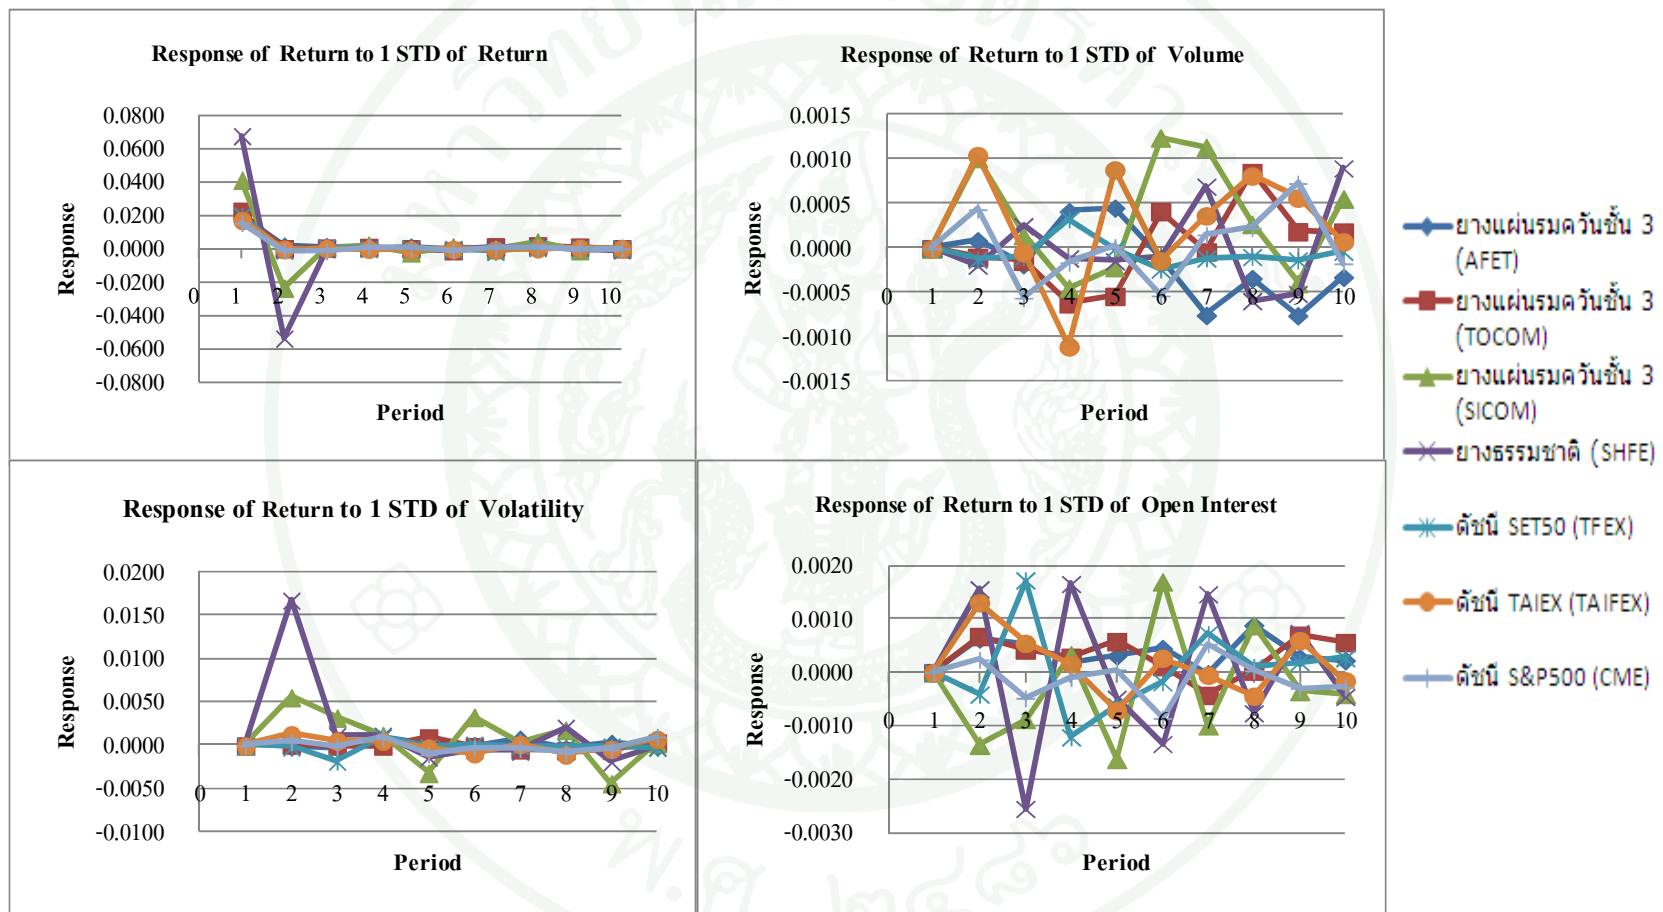 Response of Return to 1 STD of Return
0.0800
0.0600
0.0400
0.0200
0.0000
-0.0200
-0.0400
-0.0600
-0.0800
0 1 2 3 4 5 6 7 8 9 10
Response
Period
Response of Return to 1 STD of Volume
0.0015
0.0010
0.0005
0.0000
-0.0005
-0.0010
-0.0015
0 1 2 3 4 5 6 7 8 9 10
Response
Period
Response of Return to 1 STD of Volatility
0.0200
0.0150
0.0100
0.0050
0.0000
-0.0050
-0.0100
0 1 2 3 4 5 6 7 8 9 10
Response
Period
Response of Return to 1 STD of Open Interest
0.0020
0.0010
0.0000
-0.0010
-0.0020
-0.0030
0 1 2 3 4 5 6 7 8 9 10
Response
Period
ยางแผ่นรมควันชั้น 3
(AFET)
ยางแผ่นรมควันชั้น 3
(TOCOM)
ยางแผ่นรมควันชั้น 3
(SICOM)
ยางธรรมชาติ (SHFE)
ดัชนี SET50 (TFEX)
ดัชนี TAIEX (TAIFEX)
ดัชนี S&P500 (CME)